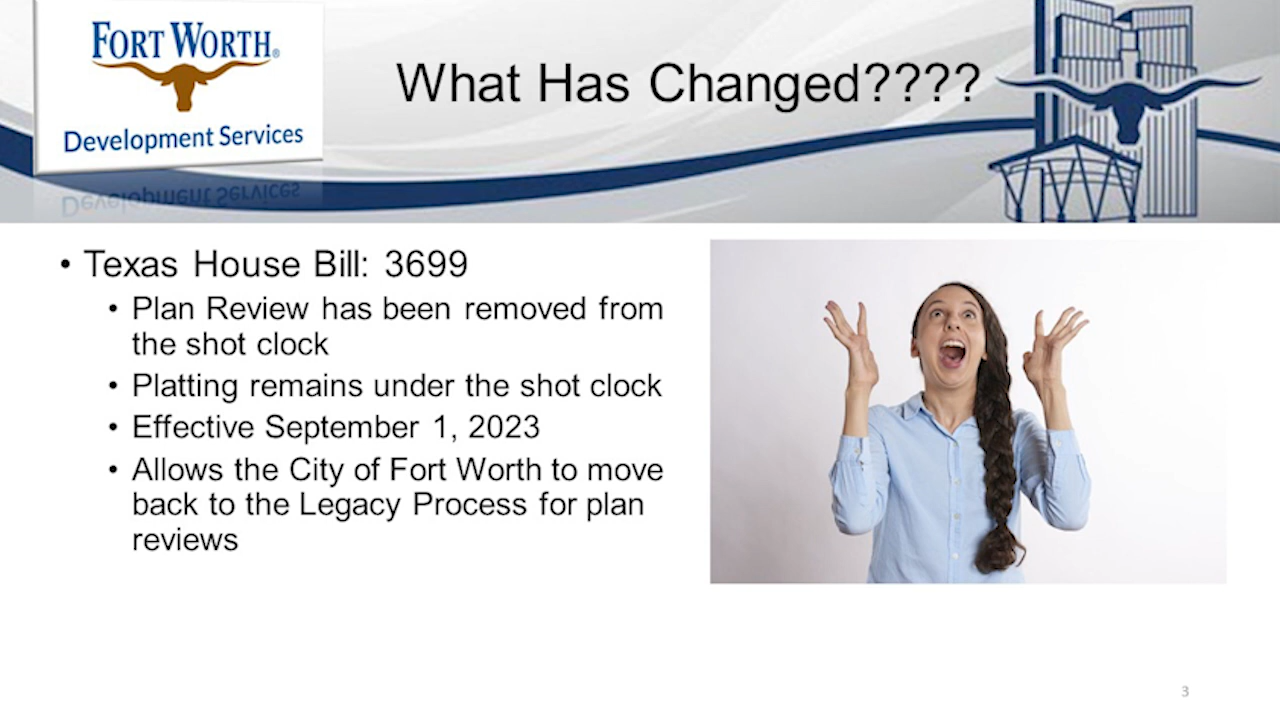 FORT WORTH®
Development Services
What Has Changed????
• Texas House Bill: 3699
• Plan Review has been removed from
the shot clock
• Platting remains under the shot clock
• Effective September 1, 2023
• Allows the City of Fort Worth to move
back to the Legacy Process for plan
reviews
3